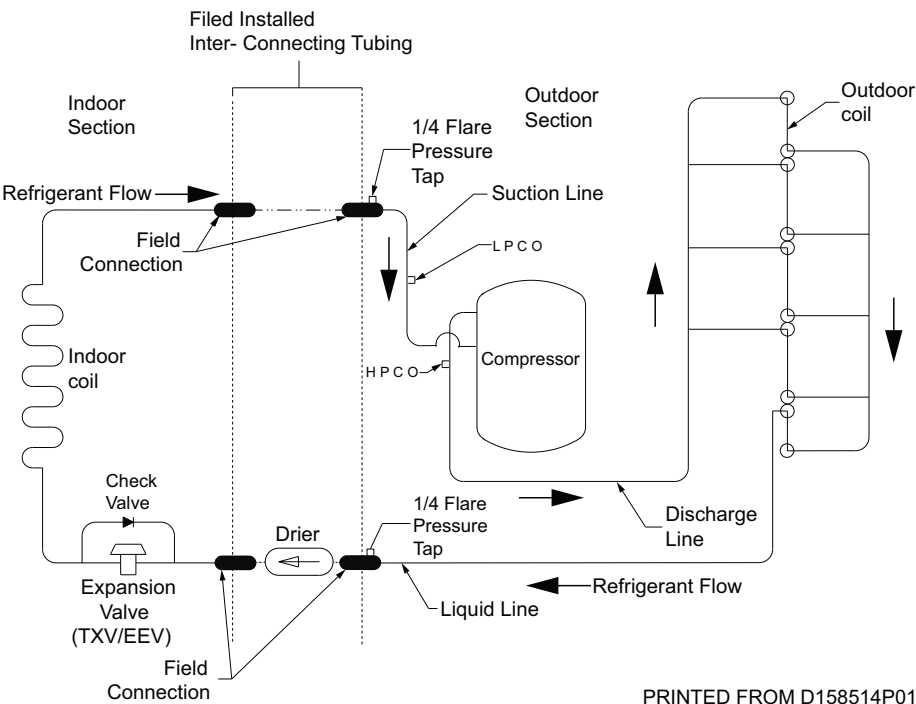 Filed Installed
Inter- Connecting Tubing
Indoor
Section
Outdoor
Section
Outdoor
coil
1/4 Flare
Pressure
Tap
Refrigerant Flow
Suction Line
Field
Connection
LPCO
Indoor
coil
Compressor
HPCO
Check
Valve
Drier
1/4 Flare
Pressure
Tap
Discharge
Line
Expansion
Valve
(TXV/EEV)
Refrigerant Flow
Liquid Line
Field
Connection
PRINTED FROM D158514P01